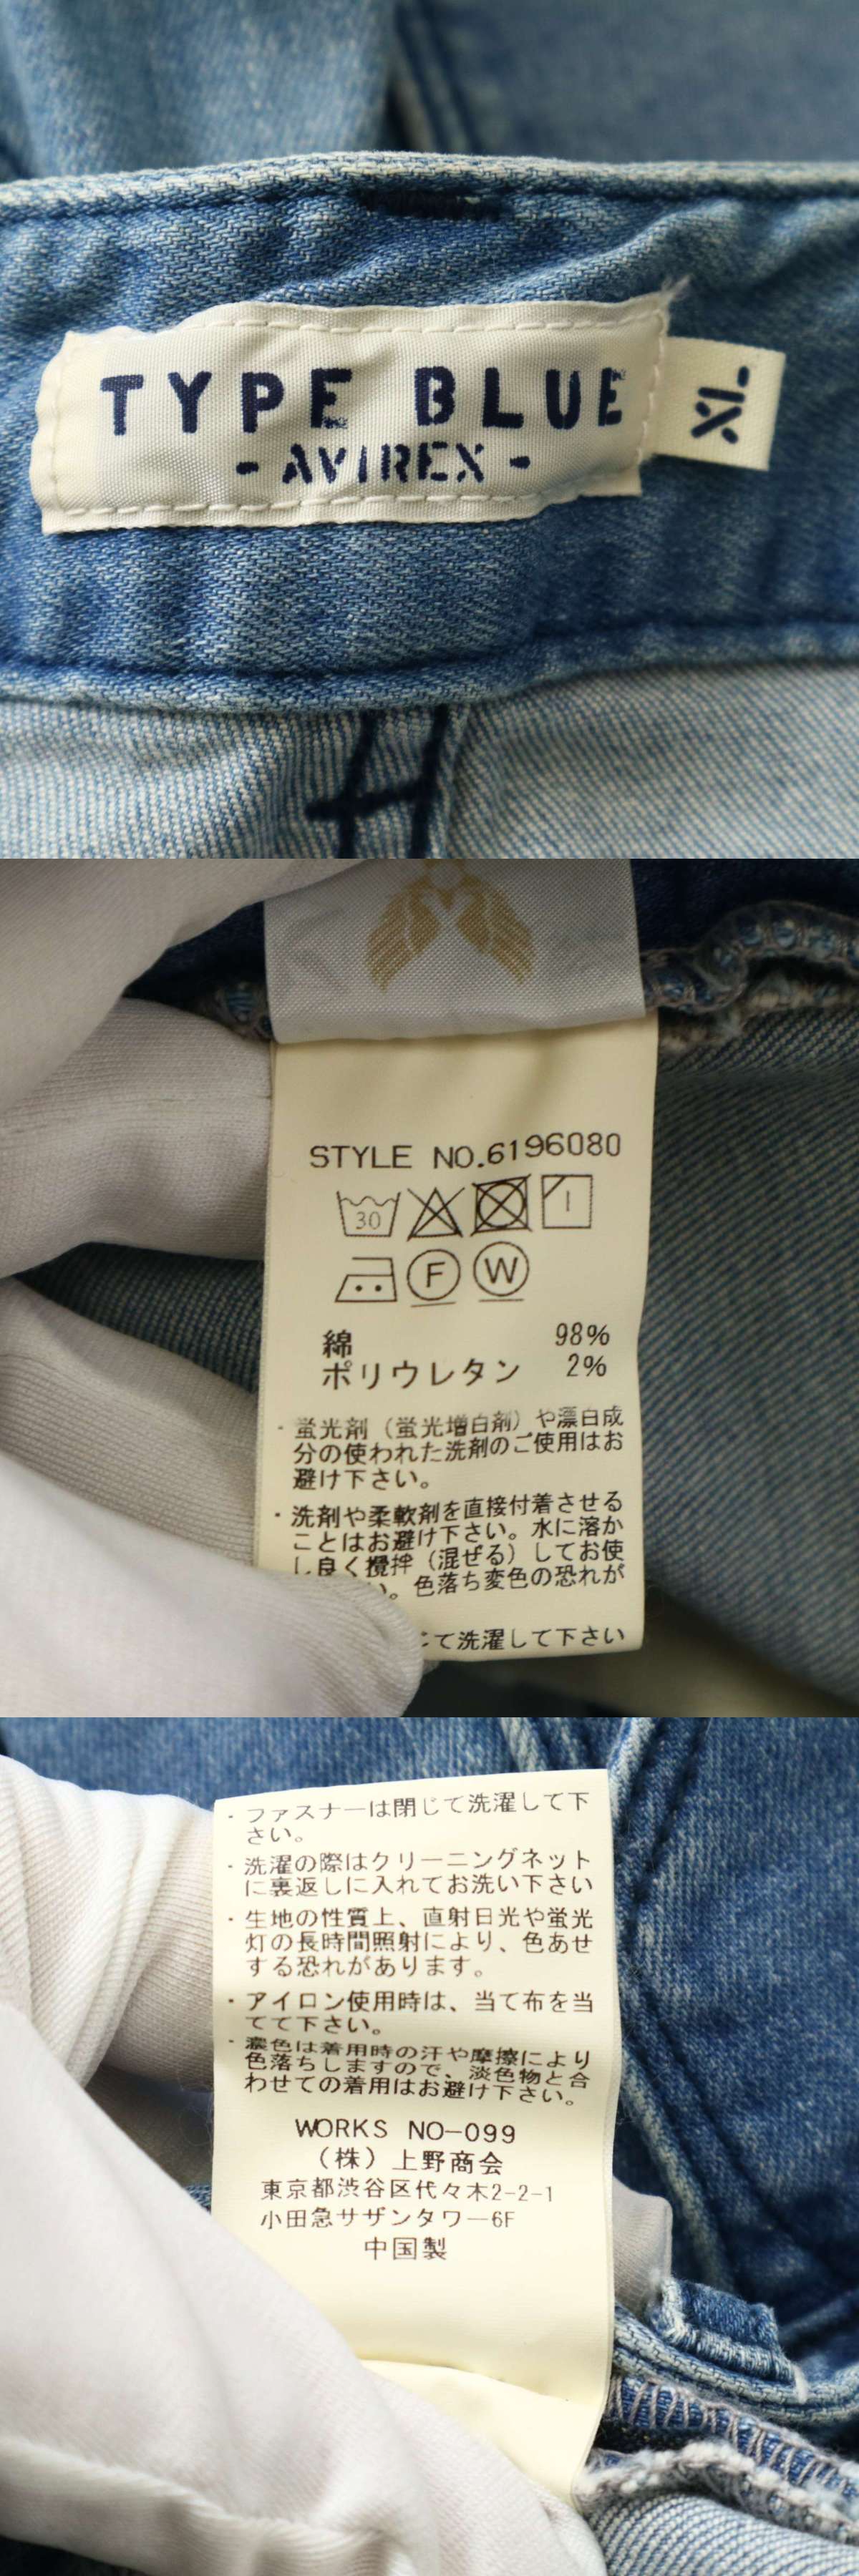 TYPE BLUE
- AVIREX -
XL
STYLE NO.6196080
30
F W
綿 98%
ポリウレタン 2%
・蛍光剤（蛍光増白剤）や漂白成
分の使われた洗剤のご使用はお
避け下さい。
・洗剤や柔軟剤を直接付着させる
ことはお避け下さい。水に溶か
し良く攪拌（混ぜる）してお使
い。色落ち変色の恐れが
じて洗濯して下さい
・ファスナーは閉じて洗濯して下
さい。
・洗濯の際はクリーニングネット
に裏返しに入れてお洗い下さい
・生地の性質上、直射日光や蛍光
灯の長時間照射により、色あせ
する恐れがあります。
・アイロン使用時は、当て布を当
てて下さい。
・濃色は着用時の汗や摩擦により
色落ちしますので、淡色物と合
わせての着用はお避け下さい。
WORKS NO-099
（株）上野商会
東京都渋谷区代々木2-2-1
小田急サザンタワー6F
中国製